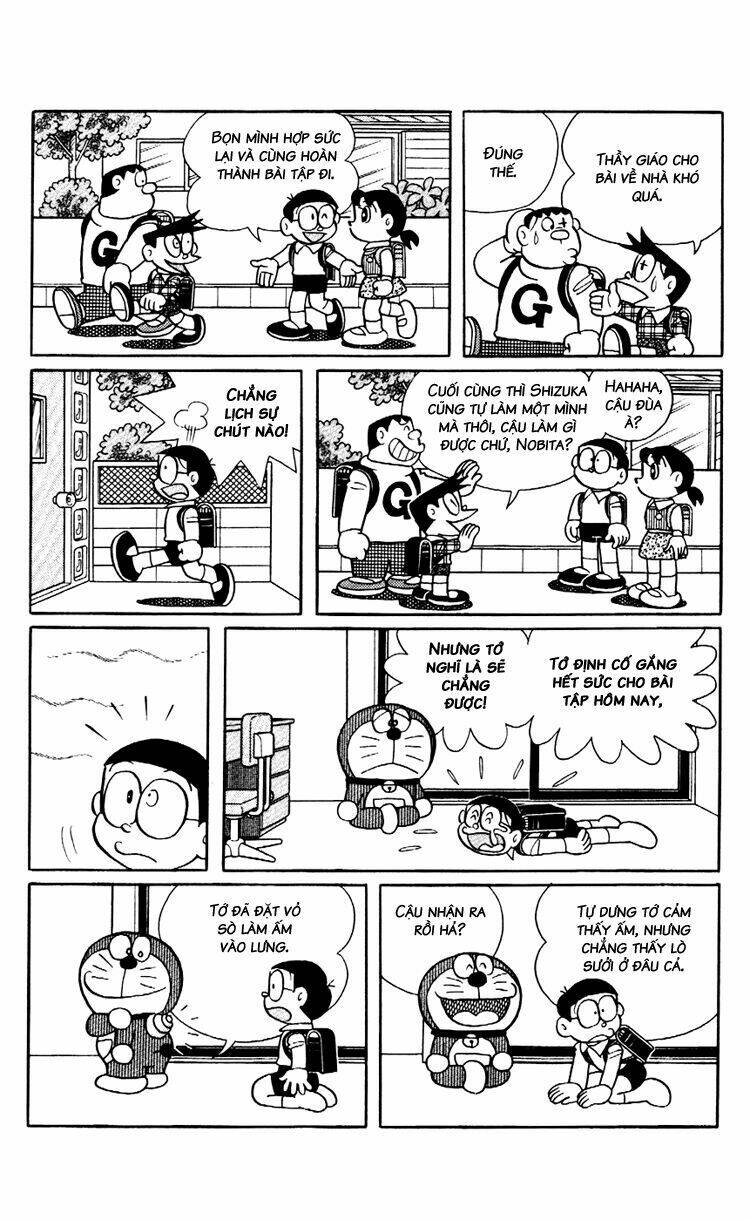 THẦY GIÁO CHO
BÀI VỀ NHÀ KHÓ
QUÁ.
ĐÚNG
THẾ.
BỌN MÌNH HỢP SỨC
LẠI VÀ CÙNG HOÀN
THÀNH BÀI TẬP ĐI.
G
G
HAHAHA,
CẬU ĐÙA
À?
CUỐI CÙNG THÌ SHIZUKA
CŨNG TỰ LÀM MỘT MÌNH
MÀ THÔI, CẬU LÀM GÌ
ĐƯỢC CHỨ, NOBITA?
G
CHẲNG
LỊCH SỰ
CHÚT NÀO!
TỚ ĐỊNH CỐ GẮNG
HẾT SỨC CHO BÀI
TẬP HÔM NAY,
NHƯNG TỚ
NGHĨ LÀ SẼ
CHẲNG
ĐƯỢC!
TỰ DƯNG TỚ CẢM
THẤY ẤM, NHƯNG
CHẲNG THẤY LÒ
SƯỞI Ở ĐÂU CẢ.
CẬU NHẬN RA
RỒI HẢ?
TỚ ĐÃ ĐẶT VỎ
SÒ LÀM ẤM
VÀO LƯNG.